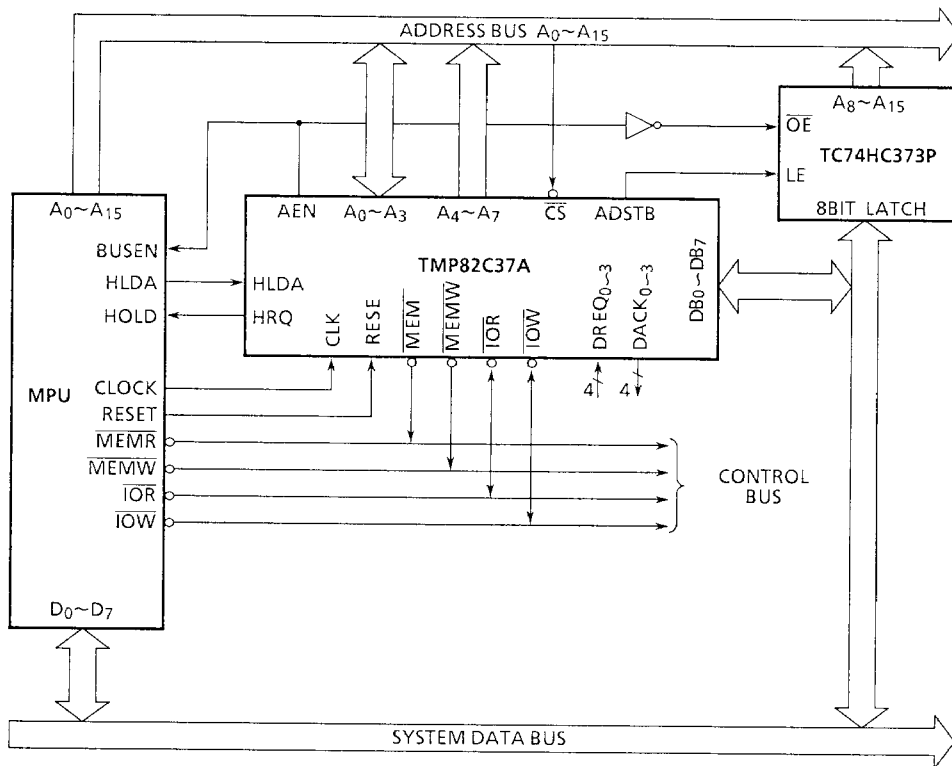 ADDRESS BUS A0~A15
A8~A15
OE
TC74HC373P
LE
8BIT LATCH
A0~A15
BUSEN
HLDA
HOLD
MPU
CLOCK
RESET
MEMR
MEMW
IOR
IOW
D0~D7
AEN
A0~A3
A4~A7
CS
ADSTB
TMP82C37A
HLDA
HRQ
CLK
RESE
MEM
MEMW
IOR
IOW
DREQ0~3
DACK0~3
DB0~DB7
4
4
CONTROL
BUS
SYSTEM DATA BUS